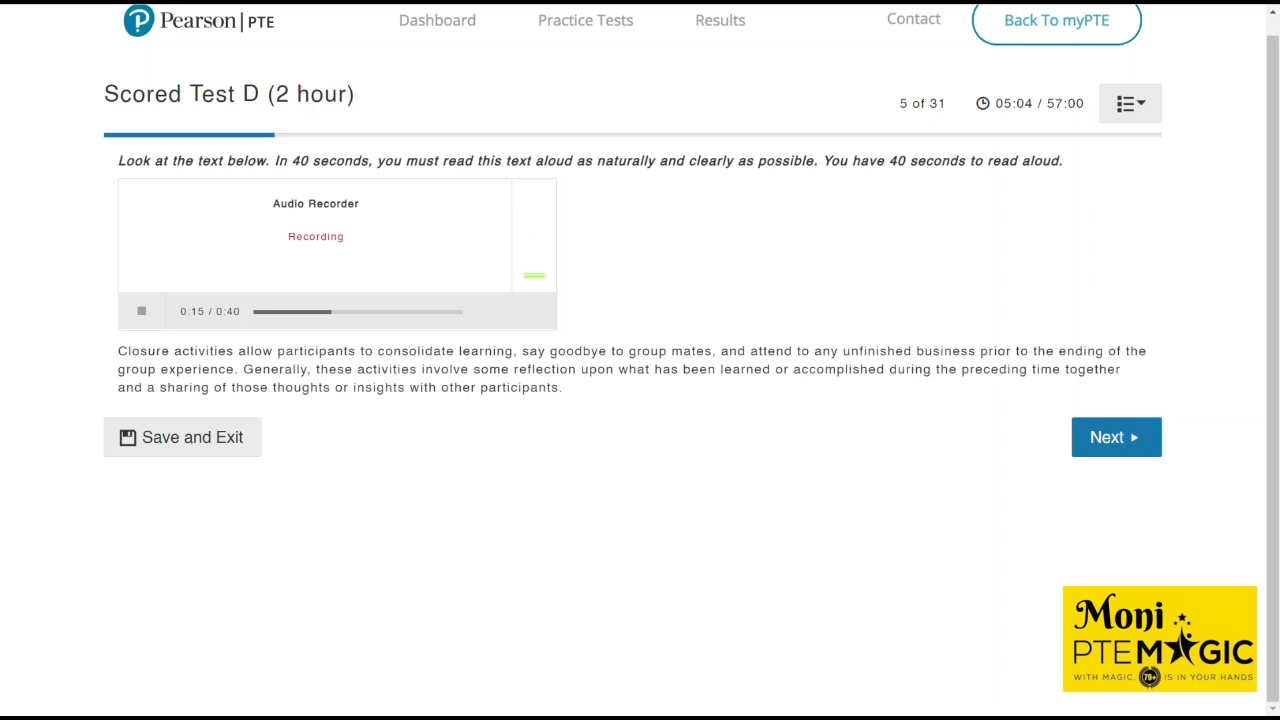 Pearson | PTE
Dashboard
Practice Tests
Results
Contact
Back To myPTE
Scored Test D (2 hour)
5 of 31
05:04 / 57:00
Look at the text below. In 40 seconds, you must read this text aloud as naturally and clearly as possible. You have 40 seconds to read aloud.
Audio Recorder
Recording
0:15 / 0:40
Closure activities allow participants to consolidate learning, say goodbye to group mates, and attend to any unfinished business prior to the ending of the
group experience. Generally, these activities involve some reflection upon what has been learned or accomplished during the preceding time together
and a sharing of those thoughts or insights with other participants.
Save and Exit
Next
Moni
PTE MAGIC
WITH MAGIC, 79+ IS IN YOUR HANDS